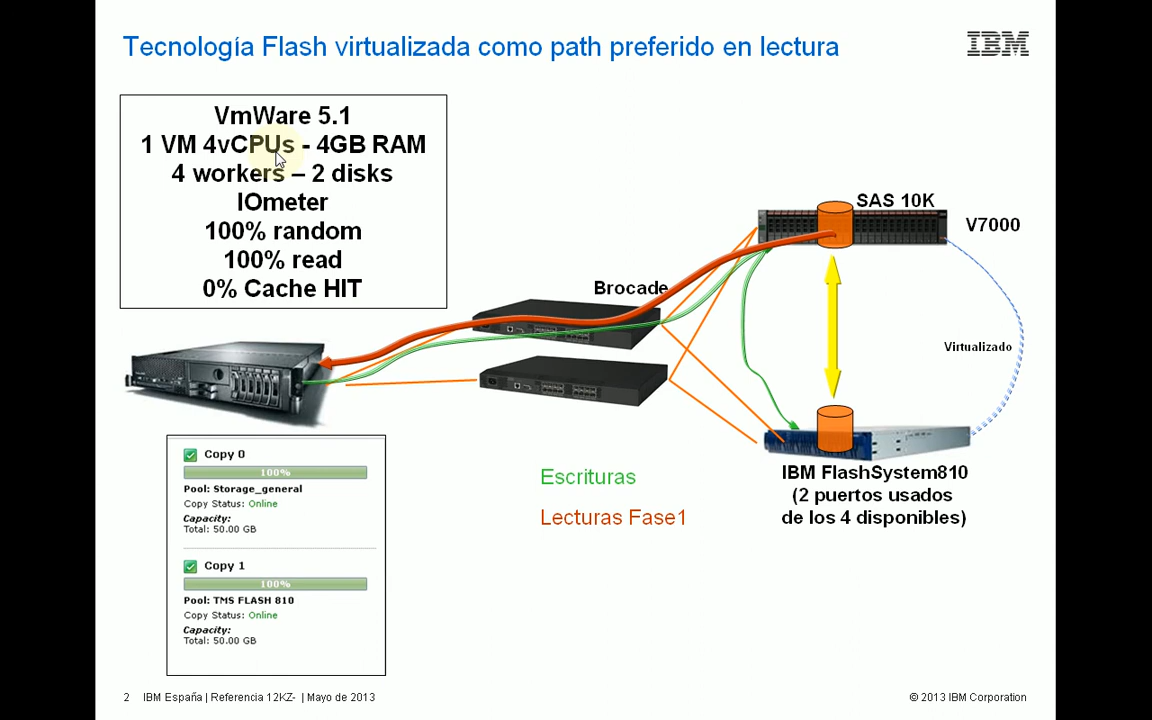 Tecnología Flash virtualizada como path preferido en lectura
IBM
VmWare 5.1
1 VM 4vCPUs - 4GB RAM
4 workers – 2 disks
IOmeter
100% random
100% read
0% Cache HIT
SAS 10K
V7000
Brocade
Virtualizado
IBM FlashSystem810
(2 puertos usados
de los 4 disponibles)
Escrituras
Lecturas Fase1
Copy 0
100%
Pool: Storage_general
Copy Status: Online
Capacity:
Total: 50.00 GB
Copy 1
100%
Pool: TMS FLASH 810
Copy Status: Online
Capacity:
Total: 50.00 GB
2 IBM España | Referencia 12KZ- | Mayo de 2013
© 2013 IBM Corporation